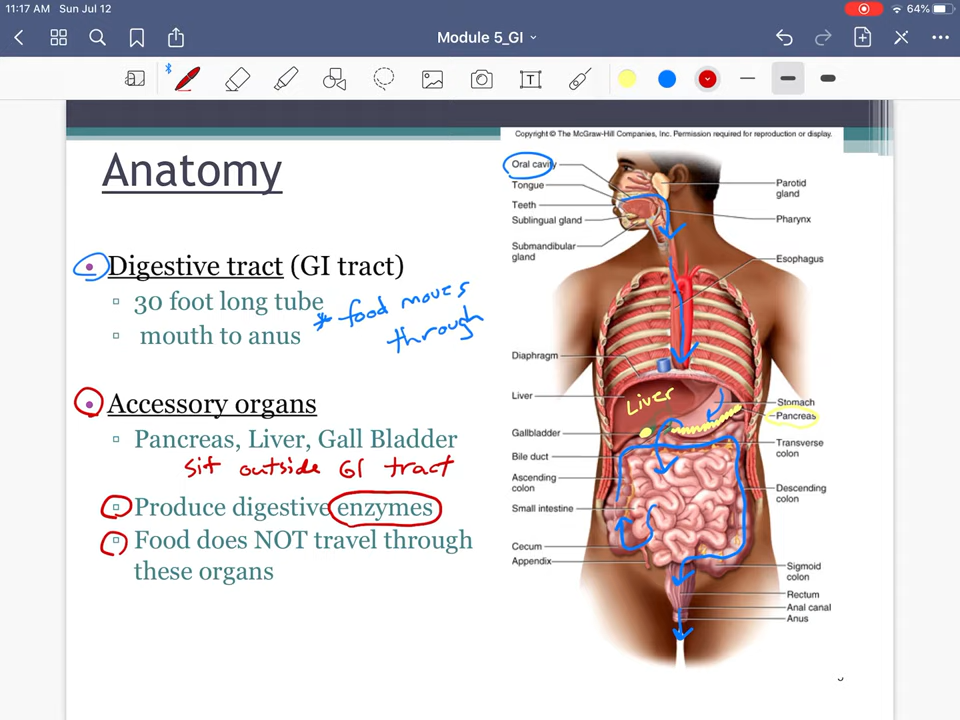 11:17 AM Sun Jul 12
64%
Module 5_GI
T
Copyright © The McGraw-Hill Companies, Inc. Permission required for reproduction or display.
Anatomy
• Digestive tract (GI tract)
30 foot long tube
mouth to anus
* food moves
through
• Accessory organs
Pancreas, Liver, Gall Bladder
sit outside GI tract
Produce digestive enzymes
Food does NOT travel through
these organs
Oral cavity
Tongue
Teeth
Sublingual gland
Submandibular
gland
Diaphragm
Liver
Gallbladder
Bile duct
Ascending
colon
Small intestine
Cecum
Appendix
Liver
Parotid
gland
Pharynx
Esophagus
Stomach
Pancreas
Transverse
colon
Descending
colon
Sigmoid
colon
Rectum
Anal canal
Anus